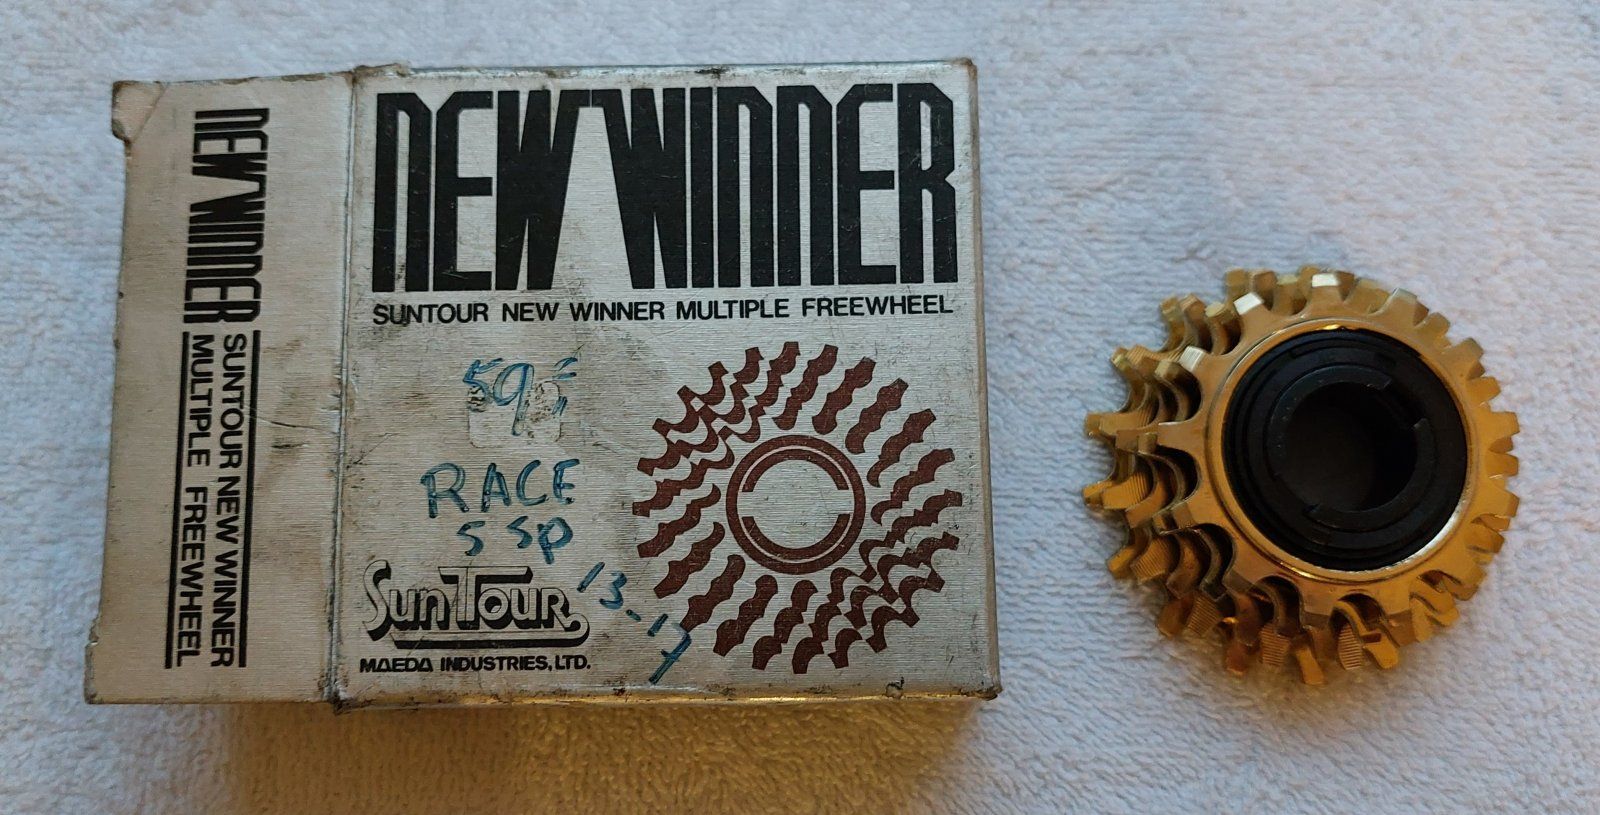 NEW WINNER
SUNTOUR NEW WINNER
MULTIPLE FREEWHEEL
NEW WINNER
SUNTOUR NEW WINNER MULTIPLE FREEWHEEL
59
RACE
5 SP
13-17
SUNTOUR
MAEDA INDUSTRIES, LTD.